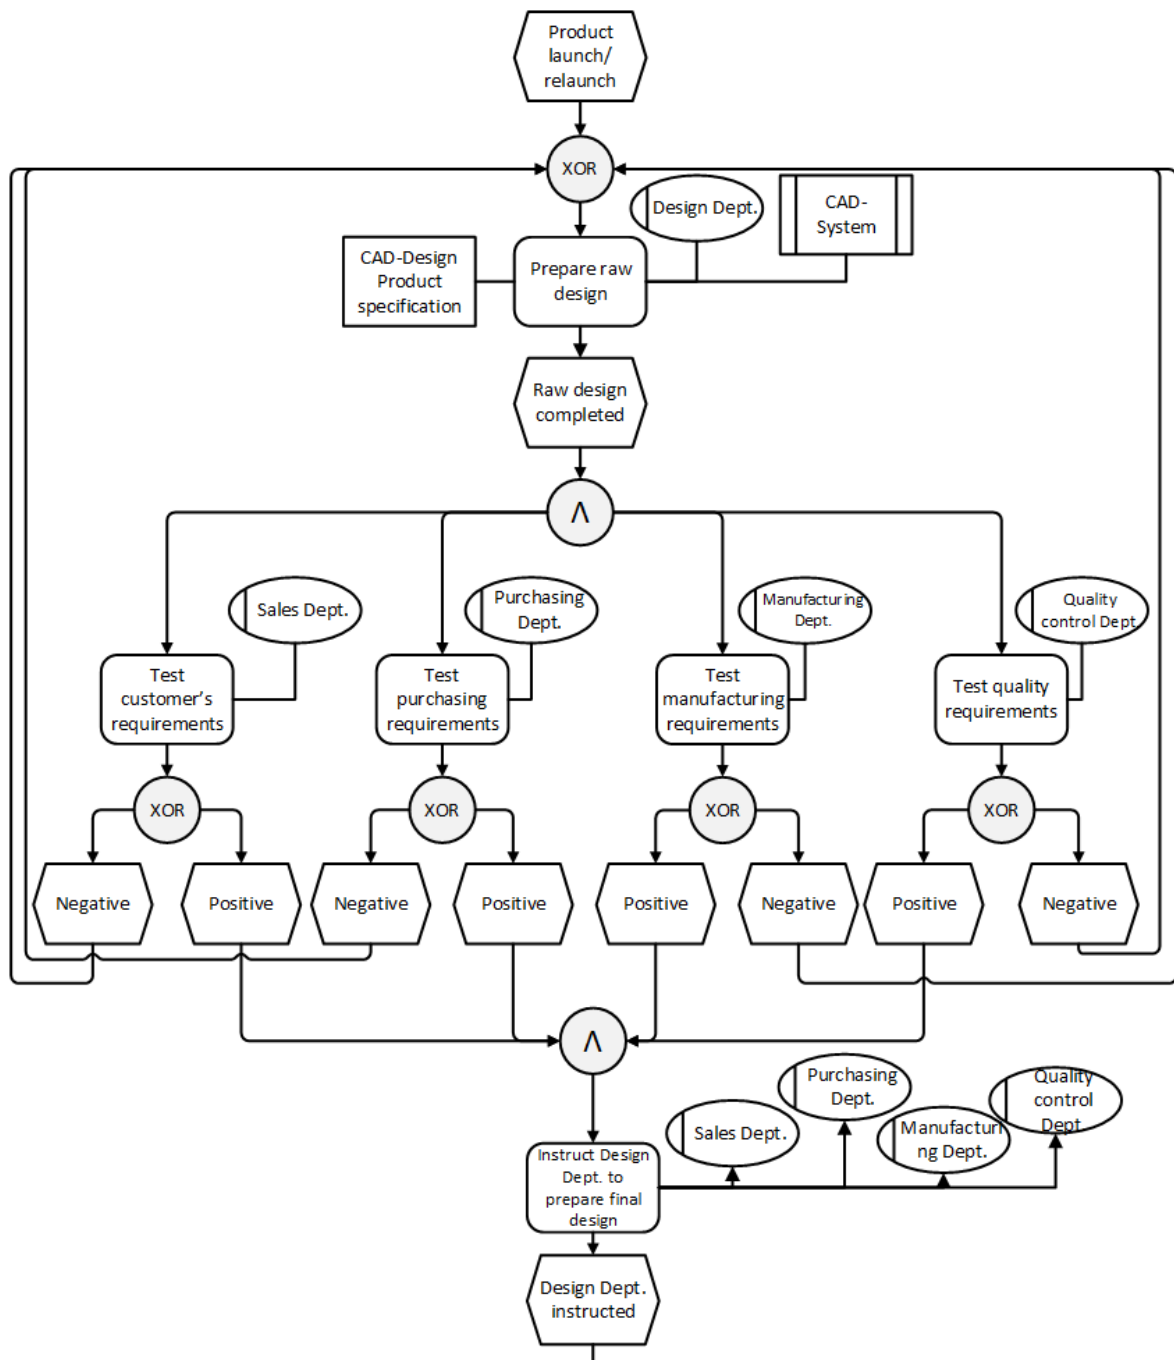 Product
launch/
relaunch
XOR
Design Dept.
CAD-
System
CAD-Design
Product
specification
Prepare raw
design
Raw design
completed
Λ
Sales Dept.
Purchasing
Dept.
Manufacturing
Dept.
Quality
control Dept.
Test
customer's
requirements
Test
purchasing
requirements
Test
manufacturing
requirements
Test quality
requirements
XOR
XOR
XOR
XOR
Negative
Positive
Negative
Positive
Positive
Negative
Positive
Negative
Λ
Sales Dept.
Purchasing
Dept.
Manufacturi
ng Dept.
Quality
control
Dept.
Instruct Design
Dept. to
prepare final
design
Design Dept.
instructed